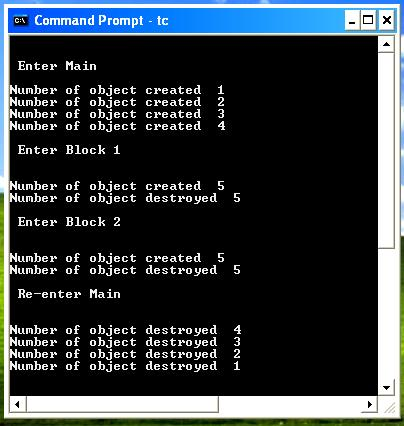 Command Prompt - tc
Enter Main
Number of object created 1
Number of object created 2
Number of object created 3
Number of object created 4
Enter Block 1
Number of object created 5
Number of object destroyed 5
Enter Block 2
Number of object created 5
Number of object destroyed 5
Re-enter Main
Number of object destroyed 4
Number of object destroyed 3
Number of object destroyed 2
Number of object destroyed 1